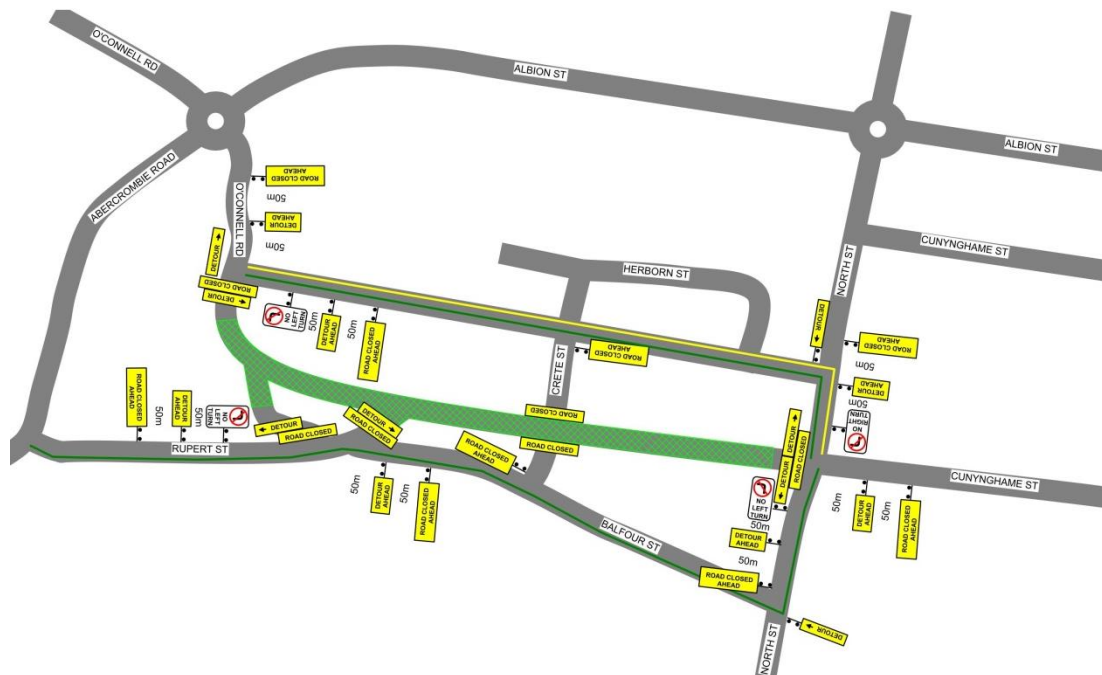 O'CONNELL RD
ALBION ST
ALBION ST
ABERCROMBIE ROAD
ROAD CLOSED
AHEAD
50m
O'CONNELL RD
DETOUR
AHEAD
50m
DETOUR
ROAD CLOSED
DETOUR
NO
LEFT
TURN
50m
DETOUR
AHEAD
50m
ROAD CLOSED
AHEAD
HERBORN ST
CRETE ST
ROAD CLOSED
AHEAD
NORTH ST
CUNYNGHAME ST
DETOUR
ROAD CLOSED
AHEAD
50m
DETOUR
AHEAD
50m
NO
RIGHT
TURN
ROAD CLOSED
AHEAD
50m
DETOUR
AHEAD
50m
NO
LEFT
TURN
RUPERT ST
DETOUR
ROAD CLOSED
DETOUR
ROAD CLOSED
ROAD CLOSED
ROAD CLOSED
ROAD CLOSED
AHEAD
50m
DETOUR
AHEAD
50m
ROAD CLOSED
AHEAD
DETOUR
ROAD CLOSED
DETOUR
NO
LEFT
TURN
50m
DETOUR
AHEAD
50m
ROAD CLOSED
AHEAD
CUNYNGHAME ST
50m
DETOUR
AHEAD
50m
ROAD CLOSED
AHEAD
BALFOUR ST
DETOUR
NORTH ST